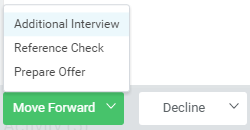 Additional Interview
Reference Check
Prepare Offer
Move Forward
Decline